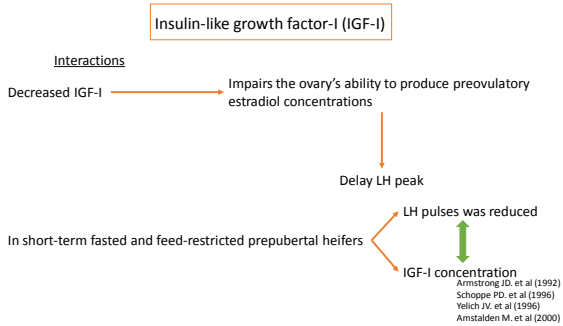 Insulin-like growth factor-I (IGF-I)
Interactions
Decreased IGF-I
Impairs the ovary's ability to produce preovulatory
estradiol concentrations
Delay LH peak
LH pulses was reduced
In short-term fasted and feed-restricted prepubertal heifers
IGF-I concentration
Armstrong JD. et al (1992)
Schoppe PD. et al (1996)
Yelich JV. et al (1996)
Amstalden M. et al (2000)